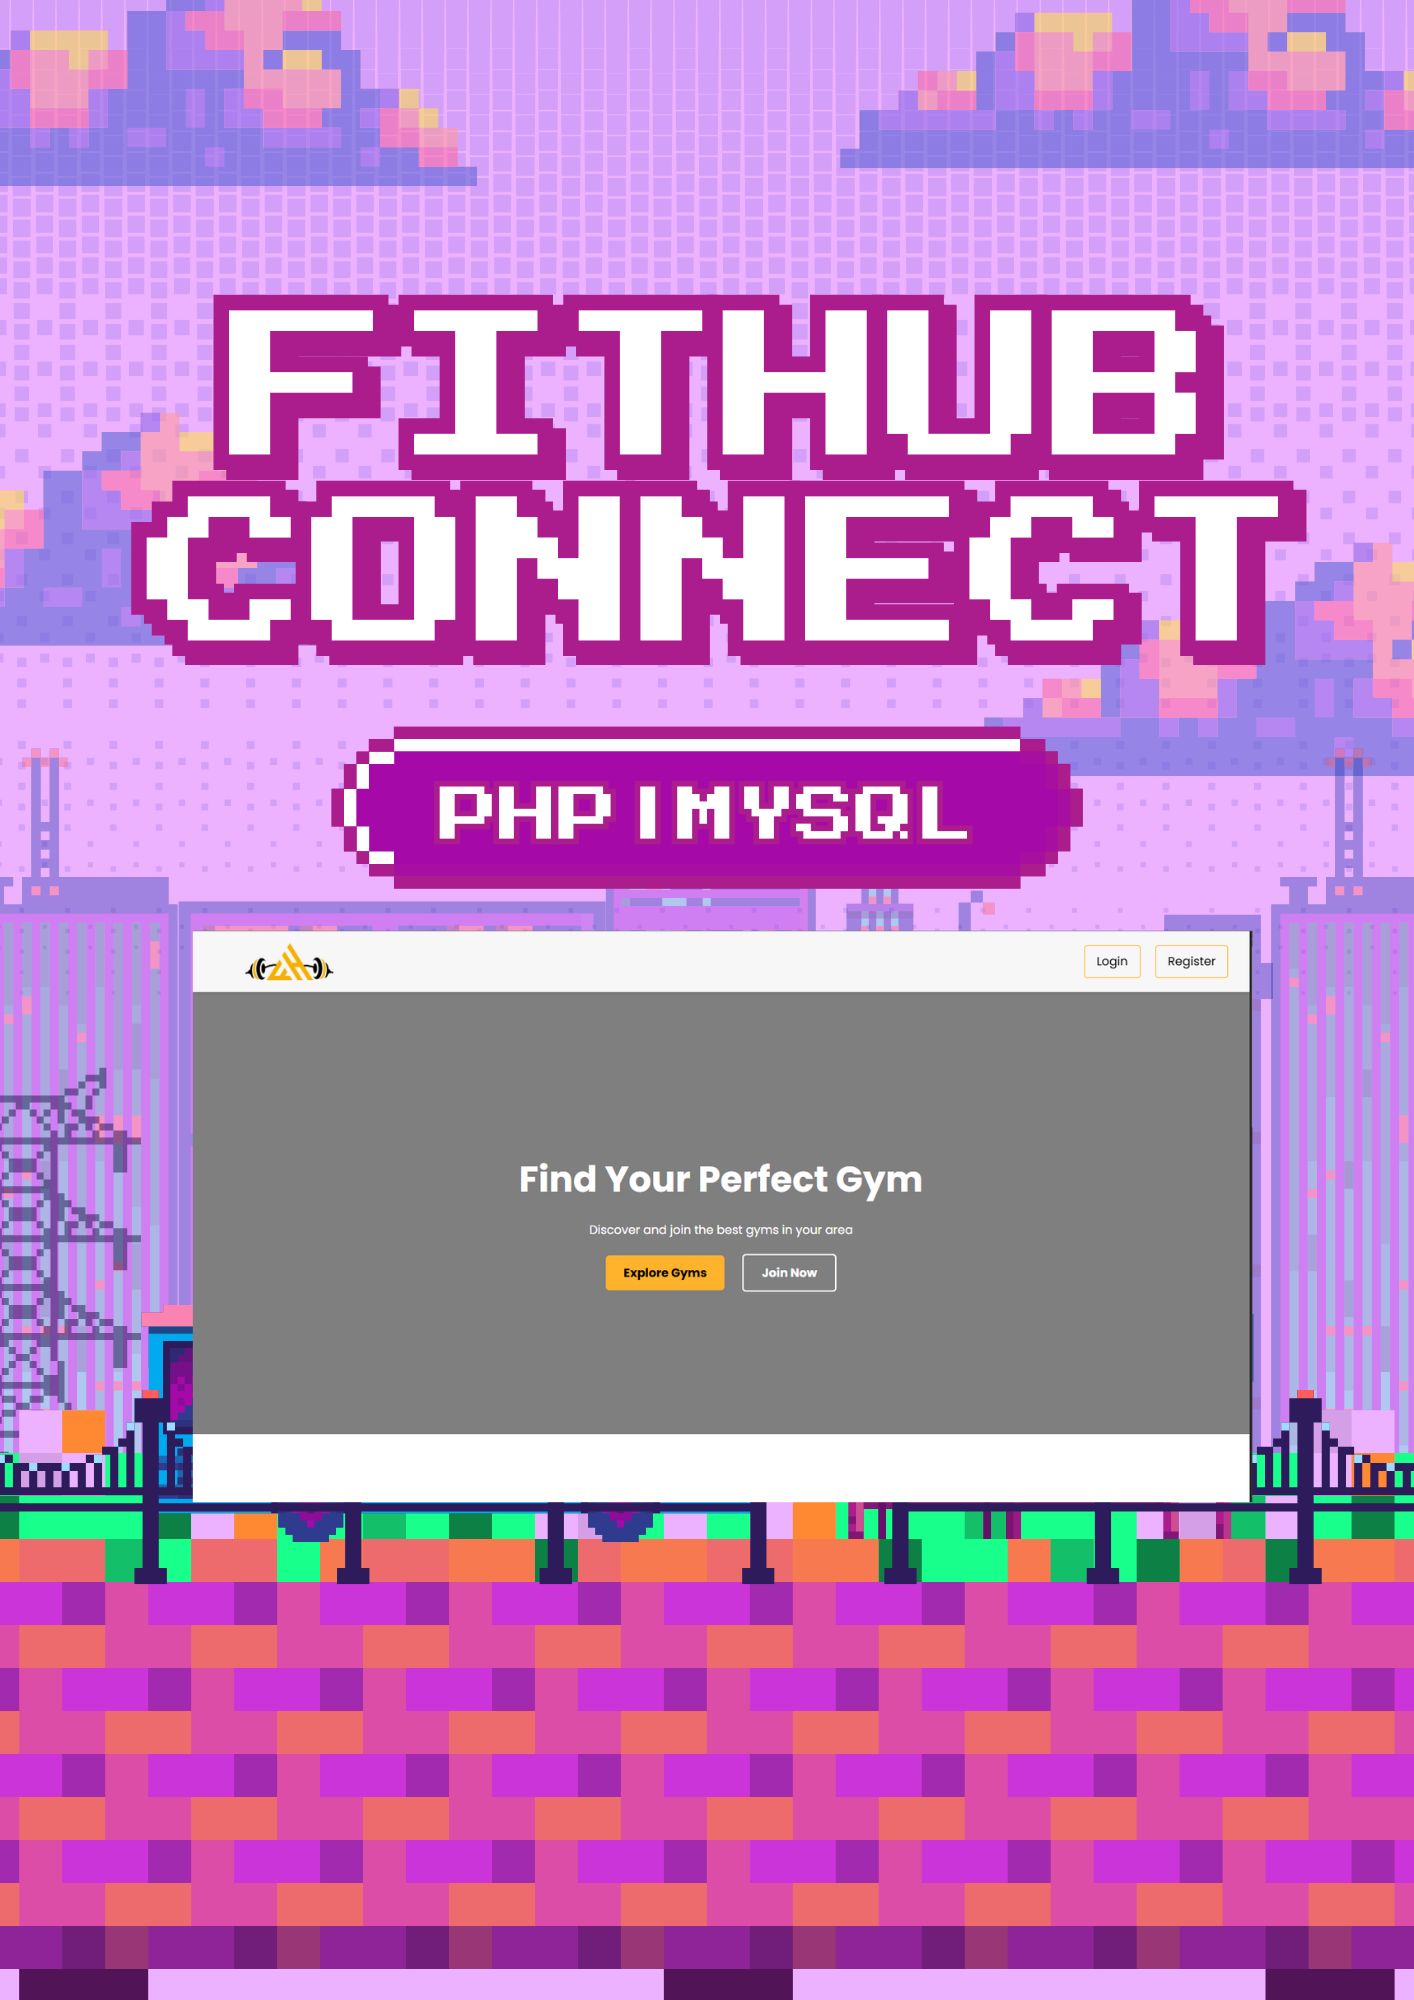 FITHUB
CONNECT
PHP | MYSQL
Login Register
Find Your Perfect Gym
Discover and join the best gyms in your area
Explore Gyms Join Now